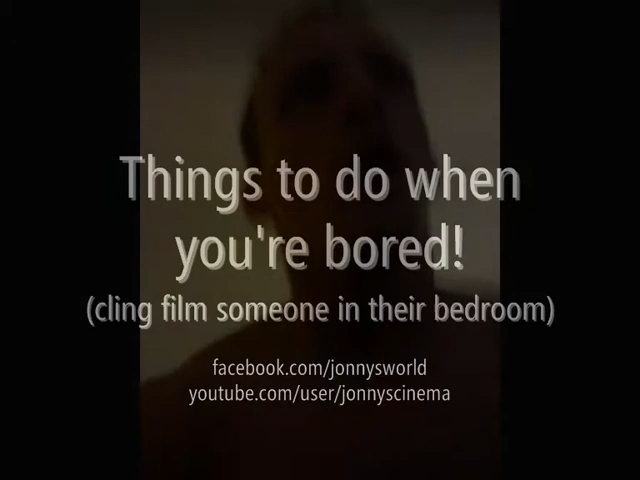 Things to do when
you're bored!
(cling film someone in their bedroom)
facebook.com/jonnysworld
youtube.com/user/jonnyscinema